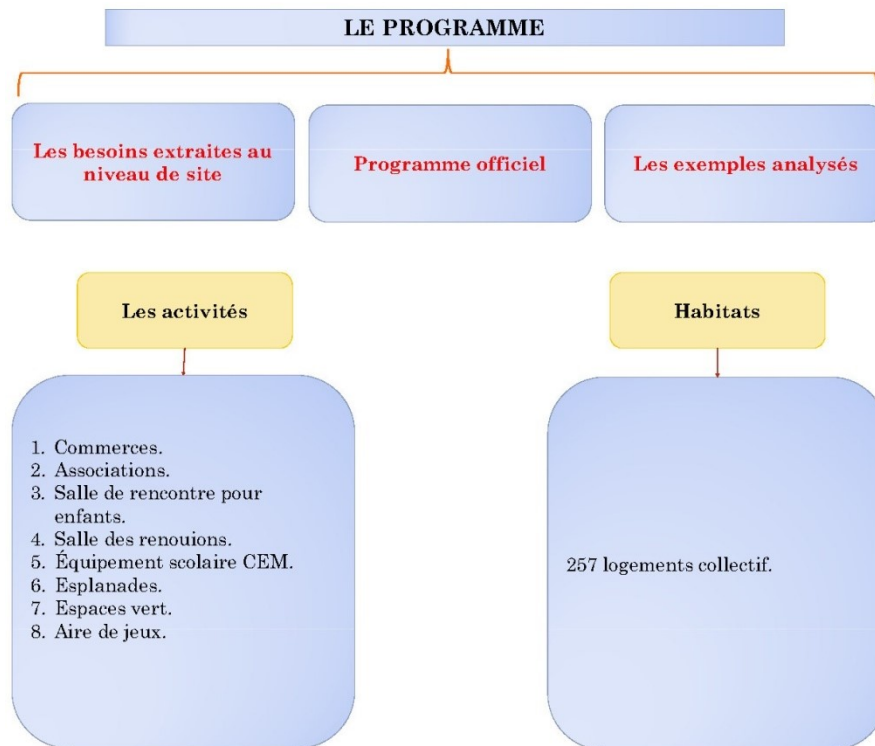 LE PROGRAMME
Les besoins extraites au
niveau de site
Programme officiel
Les exemples analysés
Les activités
Habitats
1. Commerces.
2. Associations.
3. Salle de rencontre pour
enfants.
4. Salle des renouions.
5. Équipement scolaire CEM.
6. Esplanades.
7. Espaces vert.
8. Aire de jeux.
257 logements collectif.